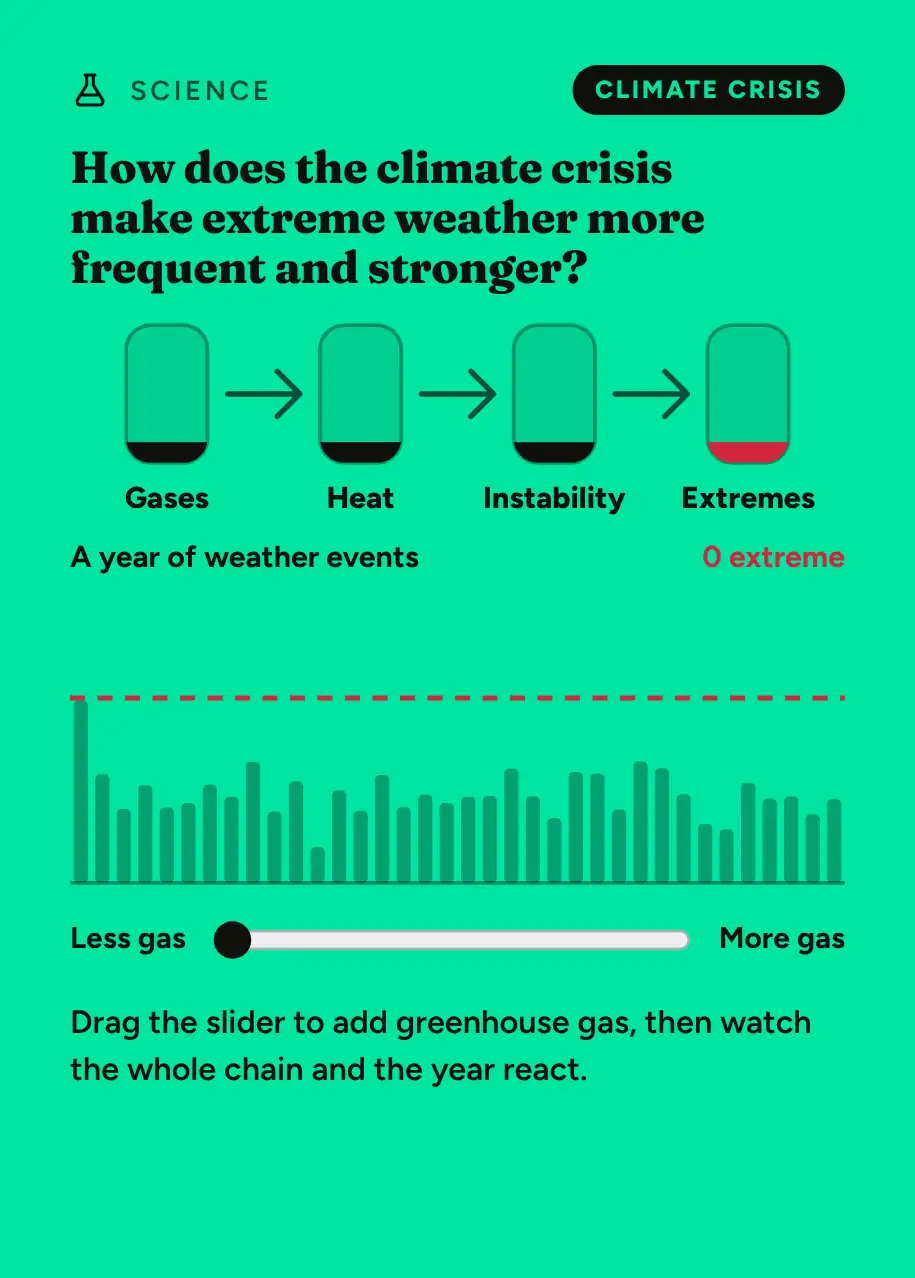 SCIENCE
CLIMATE CRISIS
How does the climate crisis
make extreme weather more
frequent and stronger?
Gases
Heat
Instability
Extremes
A year of weather events
0 extreme
Less gas
More gas
Drag the slider to add greenhouse gas, then watch
the whole chain and the year react.